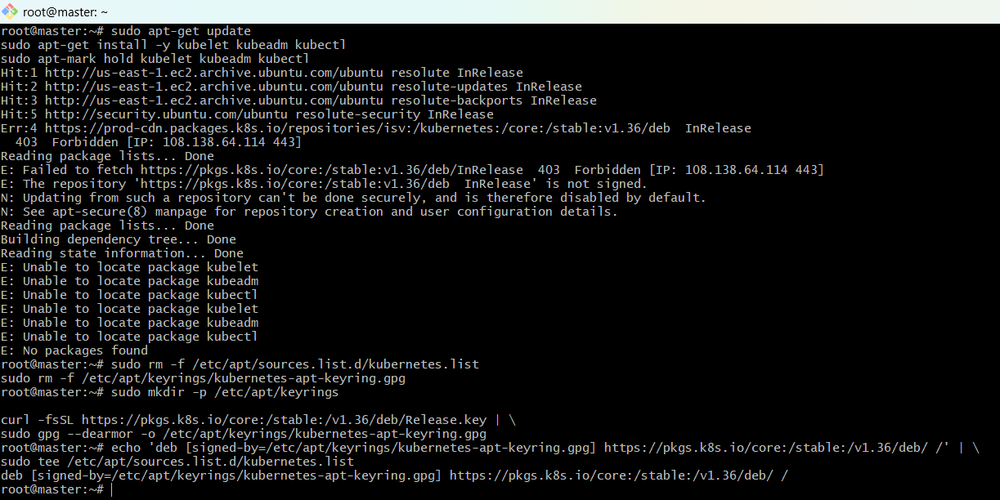 root@master: ~
root@master:~# sudo apt-get update
sudo apt-get install -y kubelet kubeadm kubectl
sudo apt-mark hold kubelet kubeadm kubectl
Hit:1 http://us-east-1.ec2.archive.ubuntu.com/ubuntu resolute InRelease
Hit:2 http://us-east-1.ec2.archive.ubuntu.com/ubuntu resolute-updates InRelease
Hit:3 http://us-east-1.ec2.archive.ubuntu.com/ubuntu resolute-backports InRelease
Hit:5 http://security.ubuntu.com/ubuntu resolute-security InRelease
Err:4 https://prod-cdn.packages.k8s.io/repositories/isv:/kubernetes:/core:/stable:v1.36/deb  InRelease
  403  Forbidden [IP: 108.138.64.114 443]
Reading package lists... Done
E: Failed to fetch https://pkgs.k8s.io/core:/stable:v1.36/deb/InRelease  403  Forbidden [IP: 108.138.64.114 443]
E: The repository 'https://pkgs.k8s.io/core:/stable:v1.36/deb  InRelease' is not signed.
N: Updating from such a repository can't be done securely, and is therefore disabled by default.
N: See apt-secure(8) manpage for repository creation and user configuration details.
Reading package lists... Done
Building dependency tree... Done
Reading state information... Done
E: Unable to locate package kubelet
E: Unable to locate package kubeadm
E: Unable to locate package kubectl
E: Unable to locate package kubelet
E: Unable to locate package kubeadm
E: Unable to locate package kubectl
E: No packages found
root@master:~# sudo rm -f /etc/apt/sources.list.d/kubernetes.list
sudo rm -f /etc/apt/keyrings/kubernetes-apt-keyring.gpg
root@master:~# sudo mkdir -p /etc/apt/keyrings

curl -fsSL https://pkgs.k8s.io/core:/stable:/v1.36/deb/Release.key | \
sudo gpg --dearmor -o /etc/apt/keyrings/kubernetes-apt-keyring.gpg
root@master:~# echo 'deb [signed-by=/etc/apt/keyrings/kubernetes-apt-keyring.gpg] https://pkgs.k8s.io/core:/stable:/v1.36/deb/ /' | \
sudo tee /etc/apt/sources.list.d/kubernetes.list
deb [signed-by=/etc/apt/keyrings/kubernetes-apt-keyring.gpg] https://pkgs.k8s.io/core:/stable:/v1.36/deb/ /
root@master:~#